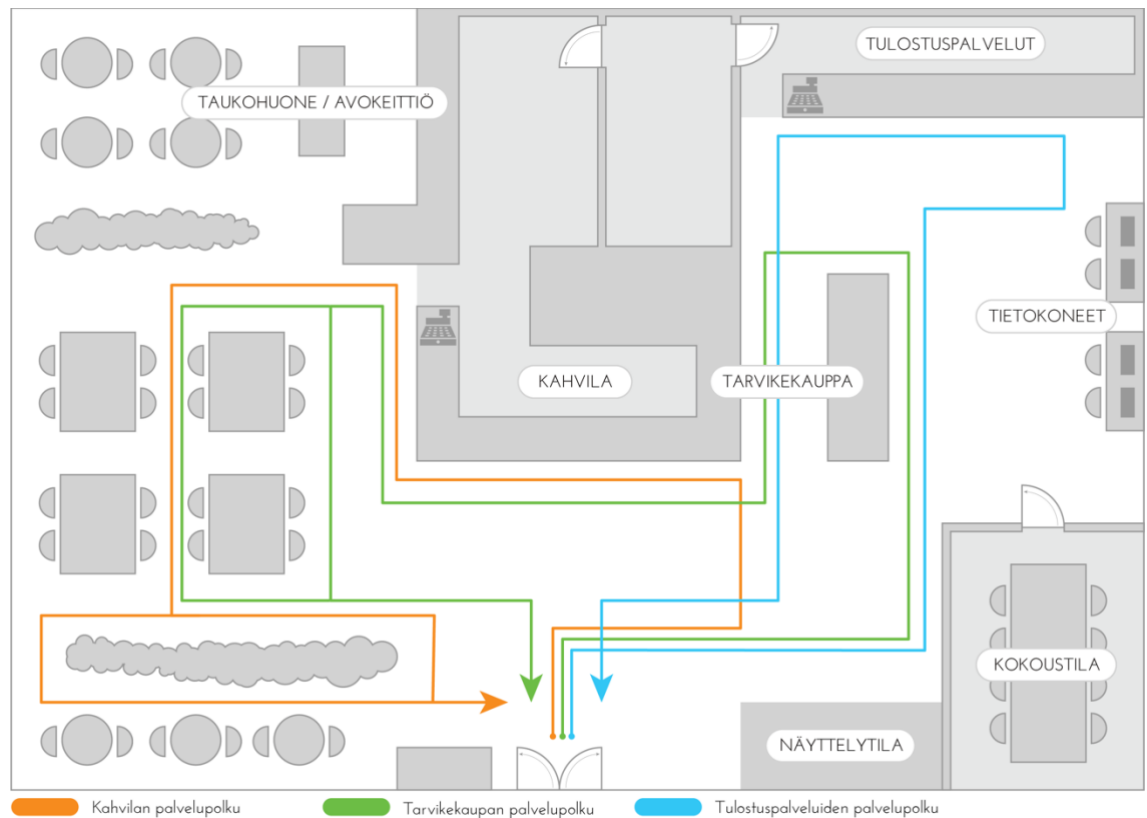 TULOSTUSPALVELUT
TAUKOHUONE / AVOKEITTIÖ
TIETOKONEET
KAHVILA
TARVIKEKAUPPA
KOKOUSTILA
NÄYTTELYTILA
Kahvilan palvelupolku
Tarvikekaupan palvelupolku
Tulostuspalveluiden palvelupolku